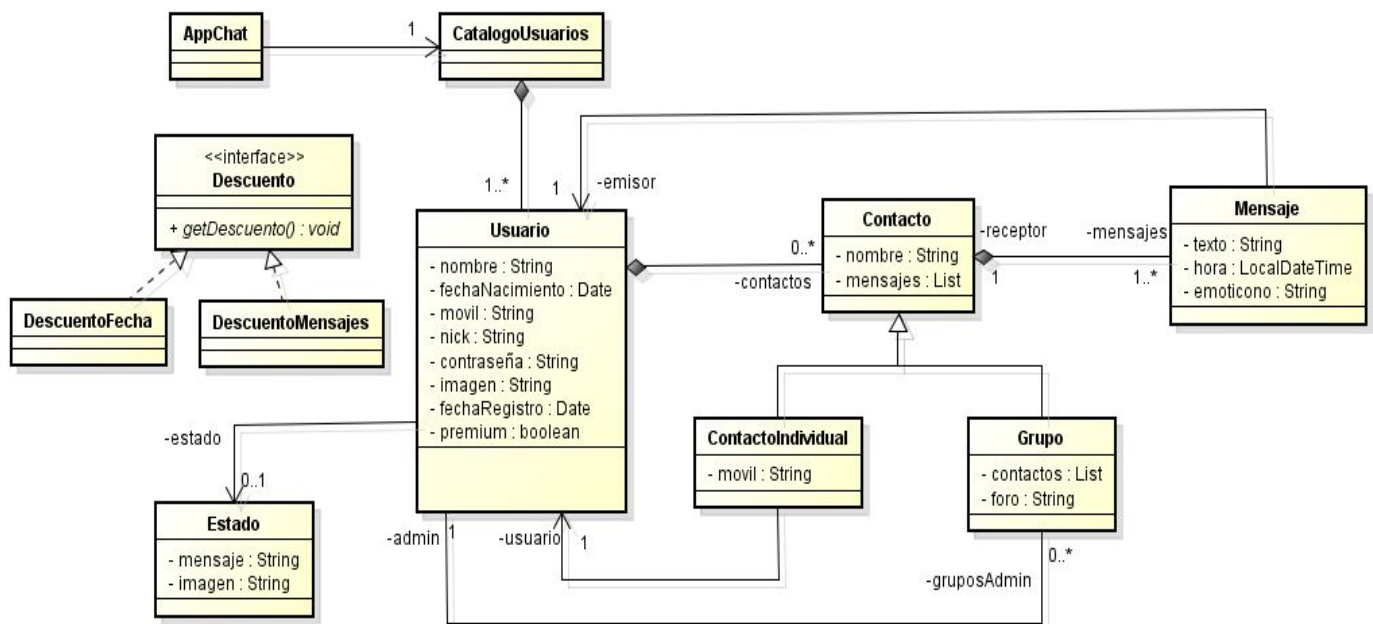 AppChat
1
CatalogoUsuarios
<<interface>>
Descuento
+ getDescuento() : void
DescuentoFecha
DescuentoMensajes
1..*
1
-emisor
Usuario
- nombre : String
- fechaNacimiento : Date
- movil : String
- nick : String
- contraseña : String
- imagen : String
- fechaRegistro : Date
- premium : boolean
0..*
-contactos
Contacto
- nombre : String
- mensajes : List
-receptor
1
-mensajes
1..*
Mensaje
- texto : String
- hora : LocalDateTime
- emoticono : String
-estado
0..1
Estado
- mensaje : String
- imagen : String
ContactoIndividual
- movil : String
Grupo
- contactos : List
- foro : String
-admin
1
-usuario
1
0..*
-gruposAdmin